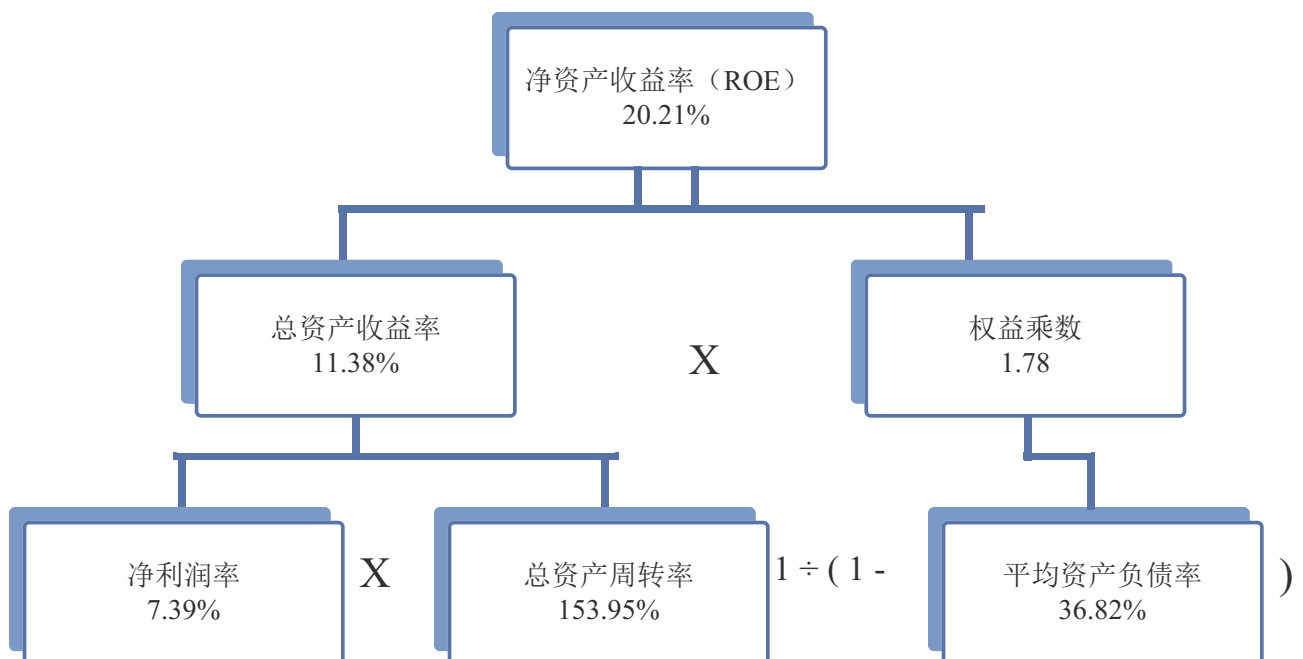 净资产收益率（ROE）
20.21%
总资产收益率
11.38%
X
权益乘数
1.78
净利润率
7.39%
X
总资产周转率
153.95%
1 ÷ ( 1 -
平均资产负债率
36.82%
)